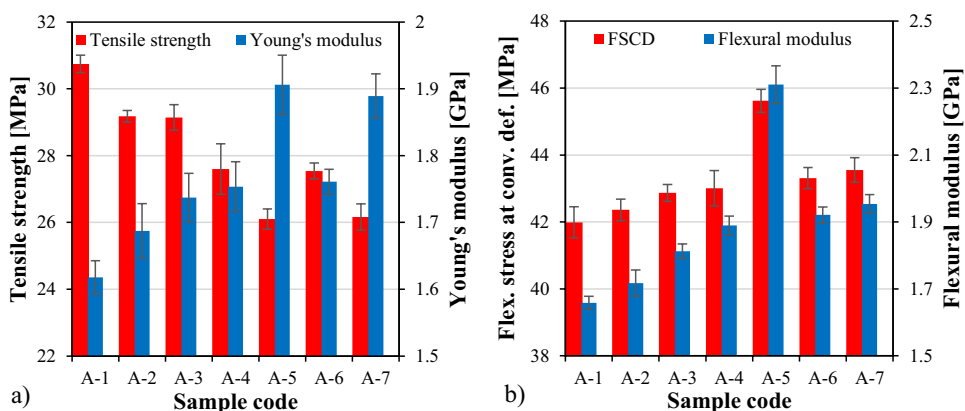 Tensile strength [MPa]
32
30
28
26
24
22
Tensile strength
Young's modulus
2
1.9
1.8
1.7
1.6
1.5
Young's modulus [GPa]
A-1 A-2 A-3 A-4 A-5 A-6 A-7
Sample code
a)
Flex. stress at conv. def. [MPa]
48
46
43
42
40
38
FSCD
Flexural modulus
2.5
2.3
2.1
1.9
1.7
1.5
Flexural modulus [GPa]
A-1 A-2 A-3 A-4 A-5 A-6 A-7
Sample code
b)